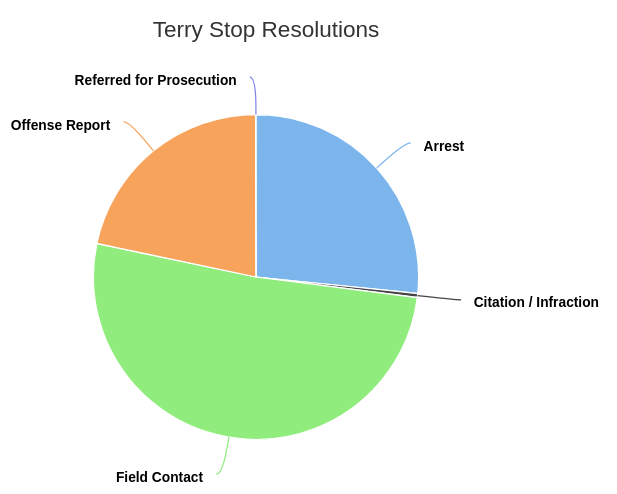 Terry Stop Resolutions
Referred for Prosecution
Offense Report
Arrest
Citation / Infraction
Field Contact